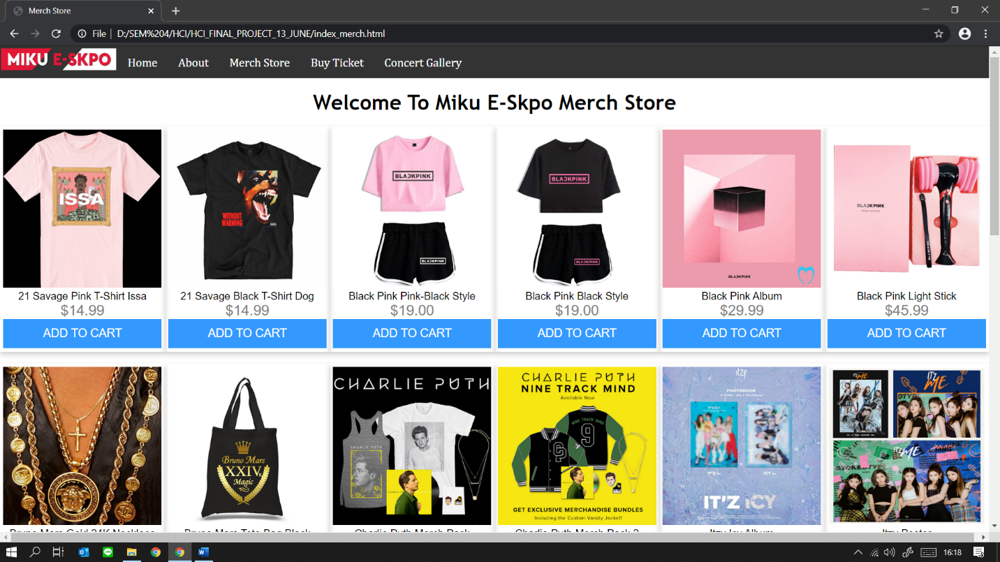 Merch Store
File D:/SEM%204/HCI/HCI_FINAL_PROJECT_13_JUNE/index_merch.html
MIKU E-SKPO Home About Merch Store Buy Ticket Concert Gallery
Welcome To Miku E-Skpo Merch Store
ISSA
WITHOUT WARNING
BLACKPINK
BLACKPINK
BLACKPINK
BLACKPINK
BLACKPINK
BLACKPINK
21 Savage Pink T-Shirt Issa
$14.99
ADD TO CART
21 Savage Black T-Shirt Dog
$14.99
ADD TO CART
Black Pink Pink-Black Style
$19.00
ADD TO CART
Black Pink Black Style
$19.00
ADD TO CART
Black Pink Album
$29.99
ADD TO CART
Black Pink Light Stick
$45.99
ADD TO CART
Bruno Mars
XXIVK
Magic
CHARLIE PUTH
CHARLIE PUTH
CHARLIE PUTH
NINE TRACK MIND
Available Now
NINE TRACK MIND
GET EXCLUSIVE MERCHANDISE BUNDLES
Including the Custom Varsity Jacket!
itzy
PHOTOBOOK
IT'Z ICY
IT'z ME
IT'z ME
IT'z ME
Bruno Mars Gold 24K Necklace
Bruno Mars Tote Bag Black
Charlie Puth Merch Pack
Charlie Puth Merch Pack 2
Itzy Icy Album
Itzy Poster
16:18